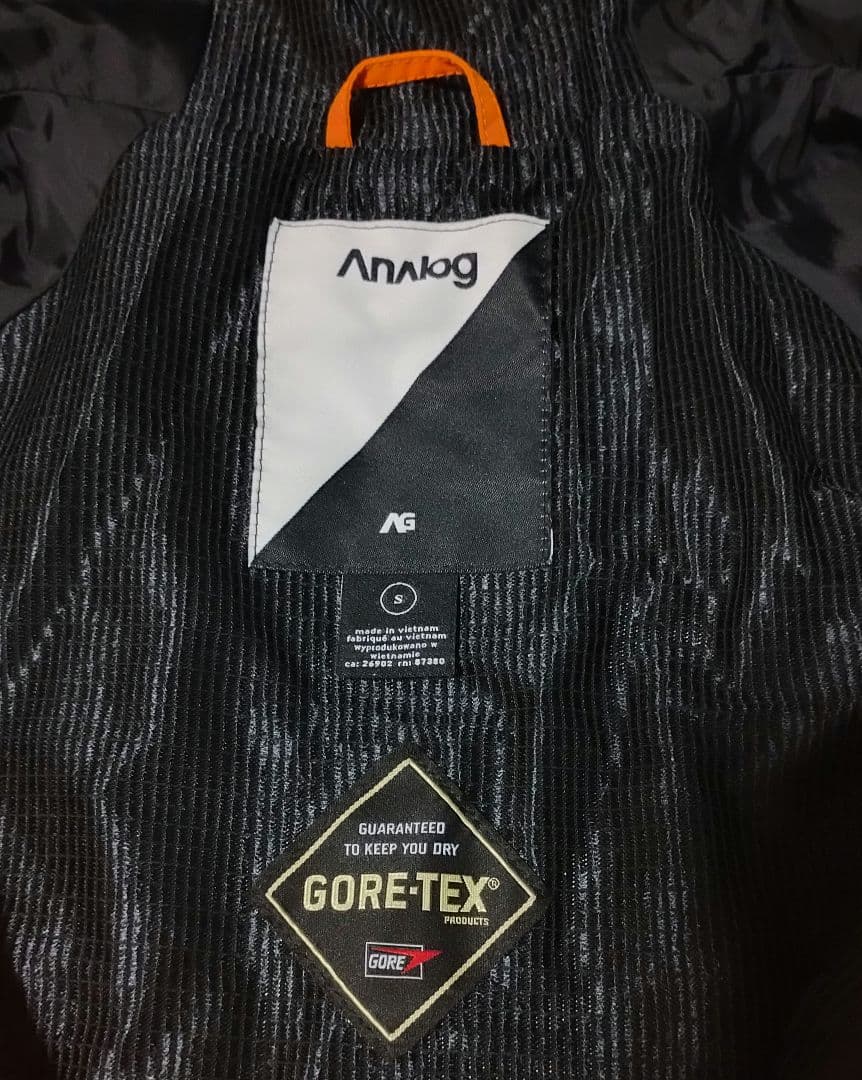 Analog
AG
S
made in vietnam
fabriqué au vietnam
wyprodukowano w
wietnamie
ca: 26902 rn: 87380
GUARANTEED
TO KEEP YOU DRY
GORE-TEX®
PRODUCTS
GORE